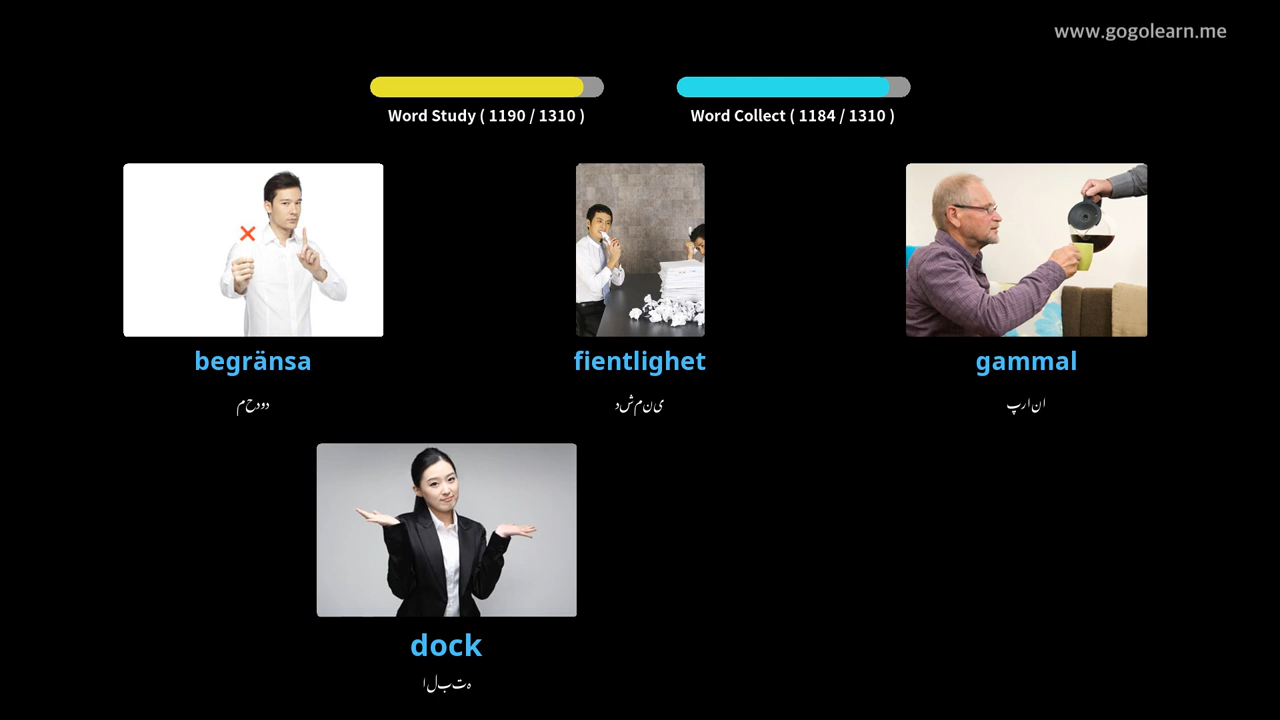 www.gogolearn.me
Word Study ( 1190 / 1310 )
Word Collect ( 1184 / 1310 )
begränsa
fientlighet
gammal
محدود
دشمنی
پرانا
dock
البتہ